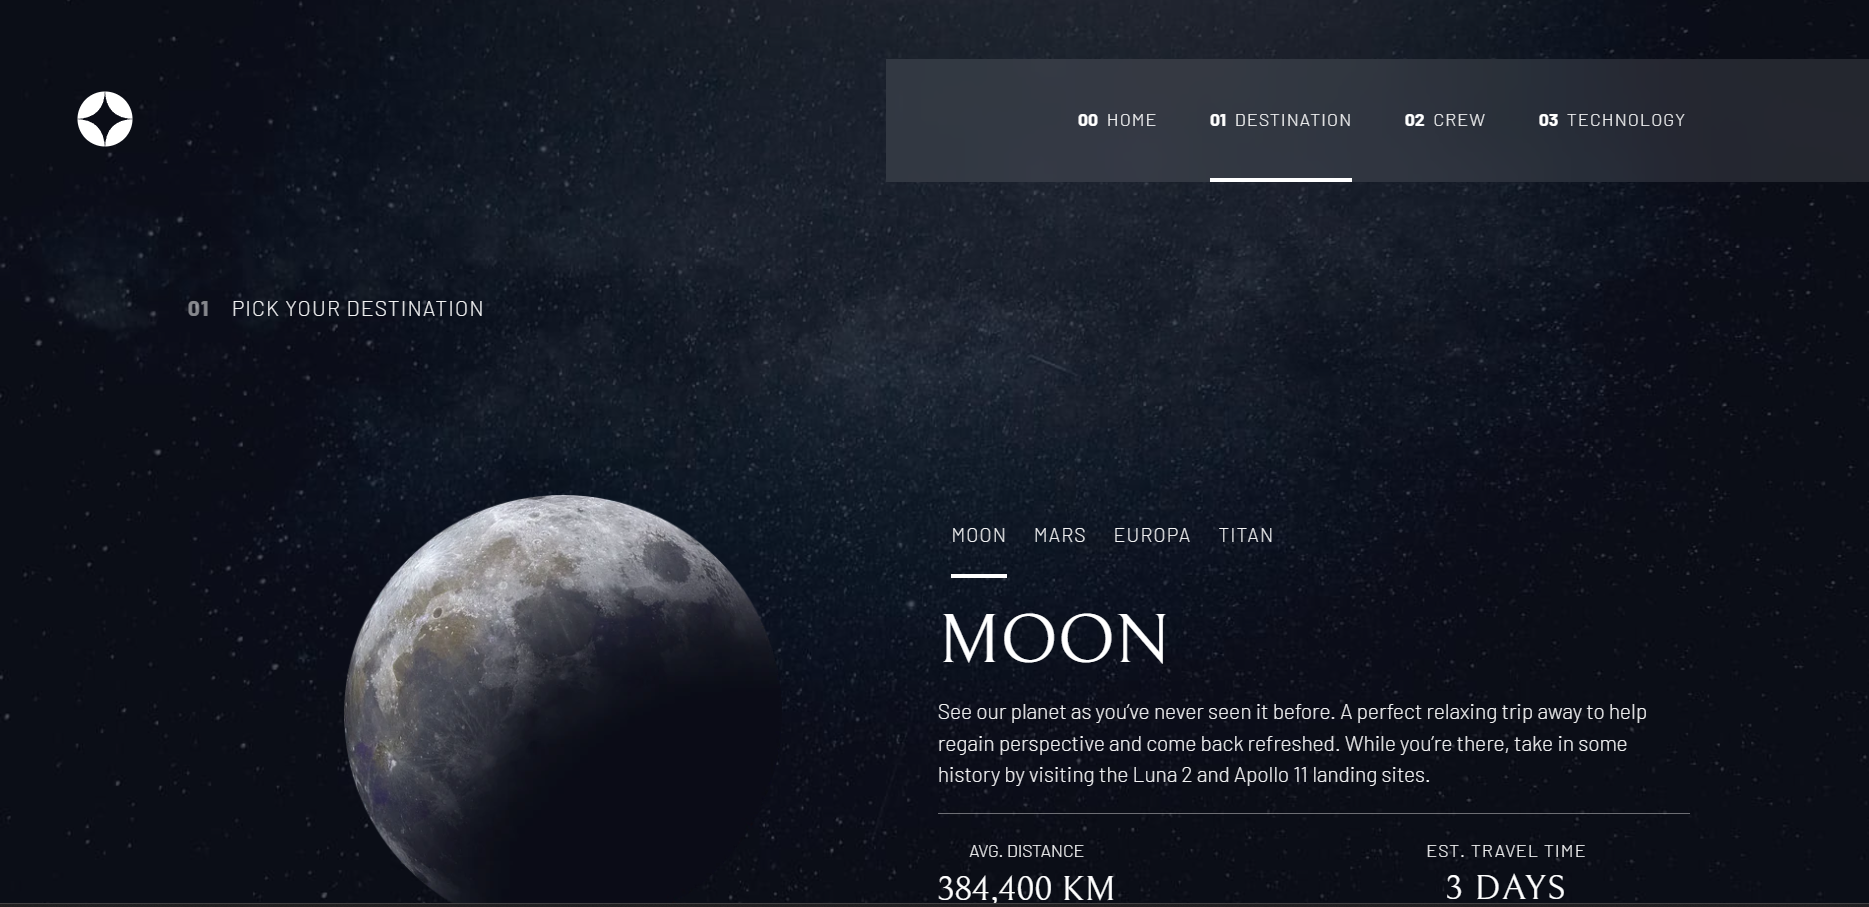 00 HOME 01 DESTINATION 02 CREW 03 TECHNOLOGY
01 PICK YOUR DESTINATION
MOON MARS EUROPA TITAN
MOON
See our planet as you’ve never seen it before. A perfect relaxing trip away to help
regain perspective and come back refreshed. While you’re there, take in some
history by visiting the Luna 2 and Apollo 11 landing sites.
AVG. DISTANCE EST. TRAVEL TIME
384,400 KM 3 DAYS